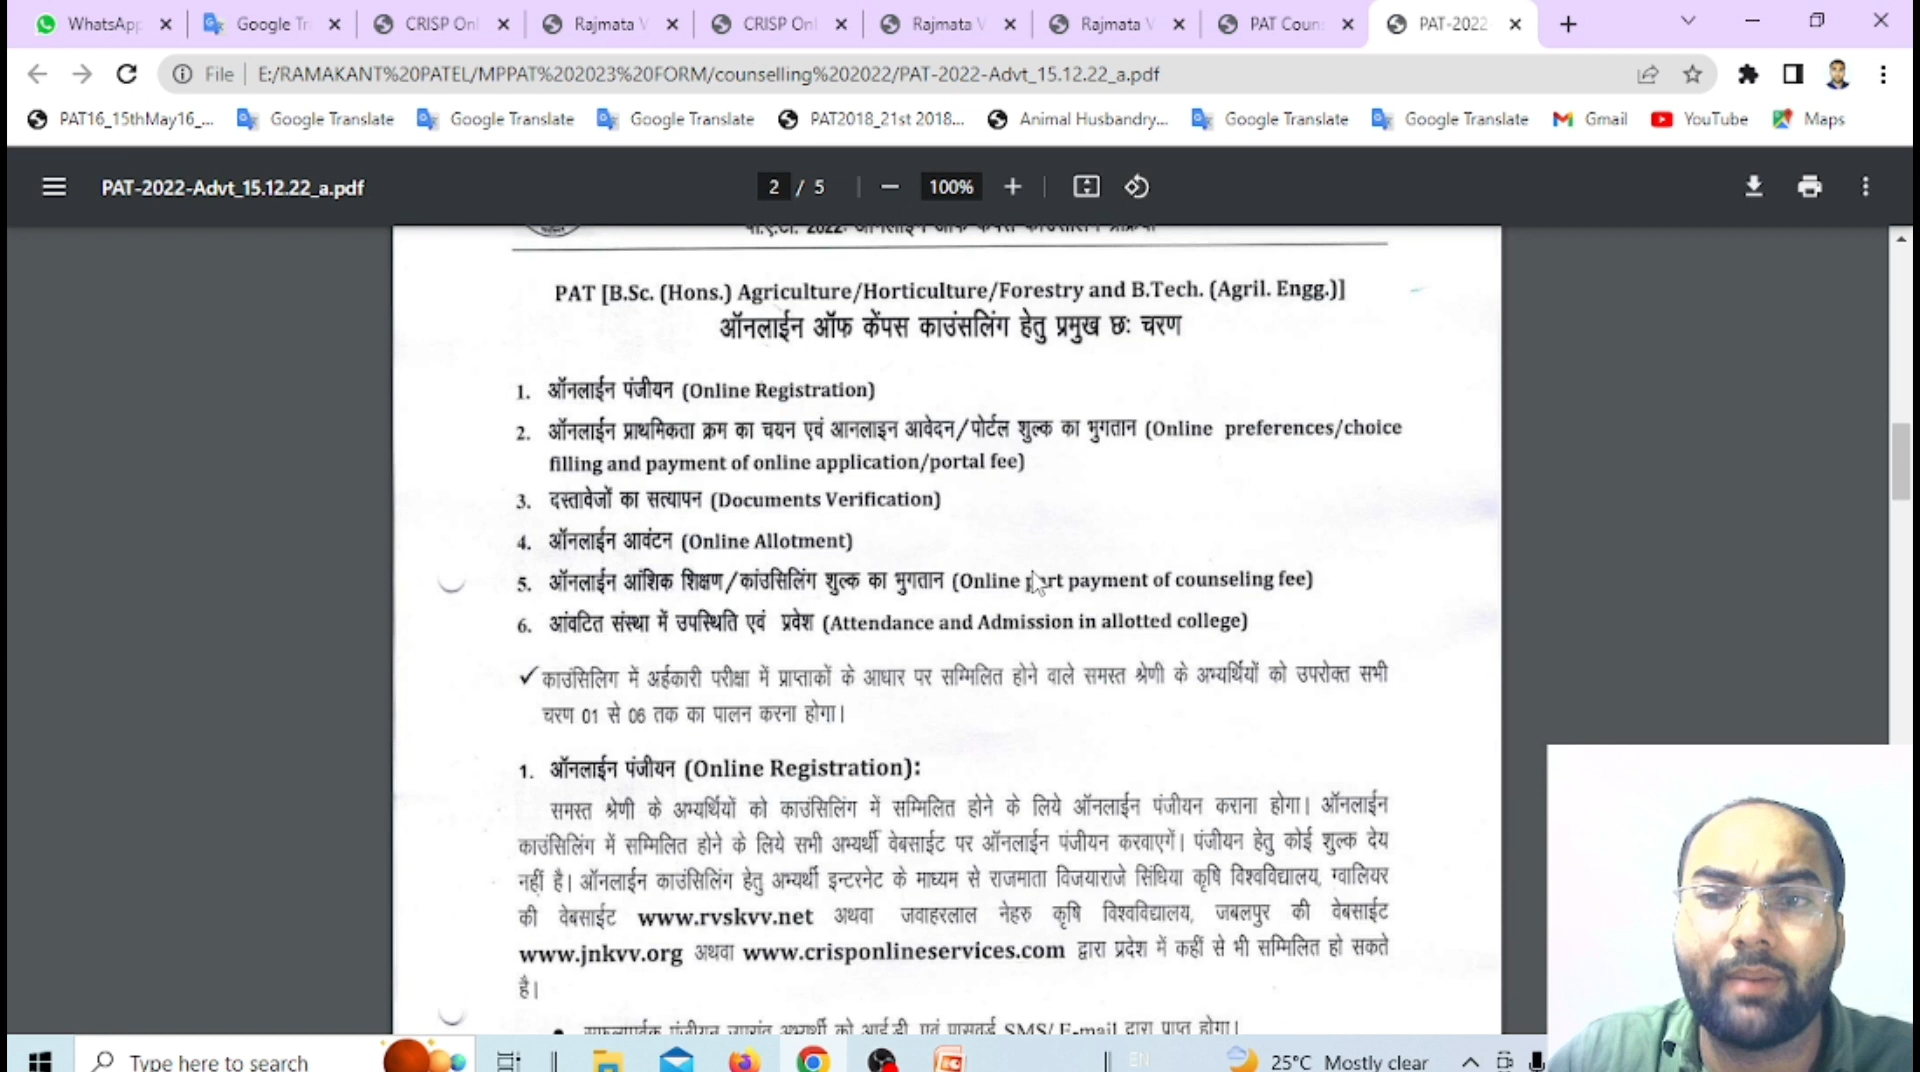 WhatsApp
Google Tr
CRISP Onl
Rajmata V
CRISP Onl
Rajmata V
Rajmata V
PAT Coun
PAT-2022
File
E:/RAMAKANT%20PATEL/MPPAT%202023%20FORM/counselling%202022/PAT-2022-Advt_15.12.22_a.pdf
PAT16_15thMay16_...
Google Translate
Google Translate
Google Translate
PAT2018_21st 2018...
Animal Husbandry...
Google Translate
Google Translate
Gmail
YouTube
Maps
PAT-2022-Advt_15.12.22_a.pdf
2 / 5
100%
PAT [B.Sc. (Hons.) Agriculture/Horticulture/Forestry and B.Tech. (Agril. Engg.)]
ऑनलाईन ऑफ केंपस काउंसलिंग हेतु प्रमुख छः चरण
1. ऑनलाईन पंजीयन (Online Registration)
2. ऑनलाईन प्राथमिकता क्रम का चयन एवं आनलाइन आवेदन/पोर्टल शुल्क का भुगतान (Online preferences/choice
filling and payment of online application/portal fee)
3. दस्तावेजों का सत्यापन (Documents Verification)
4. ऑनलाईन आवंटन (Online Allotment)
5. ऑनलाईन आंशिक शिक्षण/कांउसिलिंग शुल्क का भुगतान (Online part payment of counseling fee)
6. आंवटित संस्था में उपस्थिति एवं प्रवेश (Attendance and Admission in allotted college)
✓ काउंसिलिग में अर्हकारी परीक्षा में प्राप्ताकों के आधार पर सम्मिलित होने वाले समस्त श्रेणी के अभ्यर्थियों को उपरोक्त सभी
चरण 01 से 06 तक का पालन करना होगा।
1. ऑनलाईन पंजीयन (Online Registration):
समस्त श्रेणी के अभ्यर्थियों को काउंसिलिंग में सम्मिलित होने के लिये ऑनलाईन पंजीयन कराना होगा। ऑनलाईन
काउंसिलिंग में सम्मिलित होने के लिये सभी अभ्यर्थी वेबसाईट पर ऑनलाईन पंजीयन करवाएगें। पंजीयन हेतु कोई शुल्क देय
नहीं है। ऑनलाईन काउंसिलिंग हेतु अभ्यर्थी इन्टरनेट के माध्यम से राजमाता विजयाराजे सिंधिया कृषि विश्वविद्यालय, ग्वालियर
की वेबसाईट www.rvskvv.net अथवा जवाहरलाल नेहरु कृषि विश्वविद्यालय, जबलपुर की वेबसाईट
www.jnkvv.org अथवा www.crisponlineservices.com द्वारा प्रदेश में कहीं से भी सम्मिलित हो सकते
है।
Type here to search
EN
25°C Mostly clear